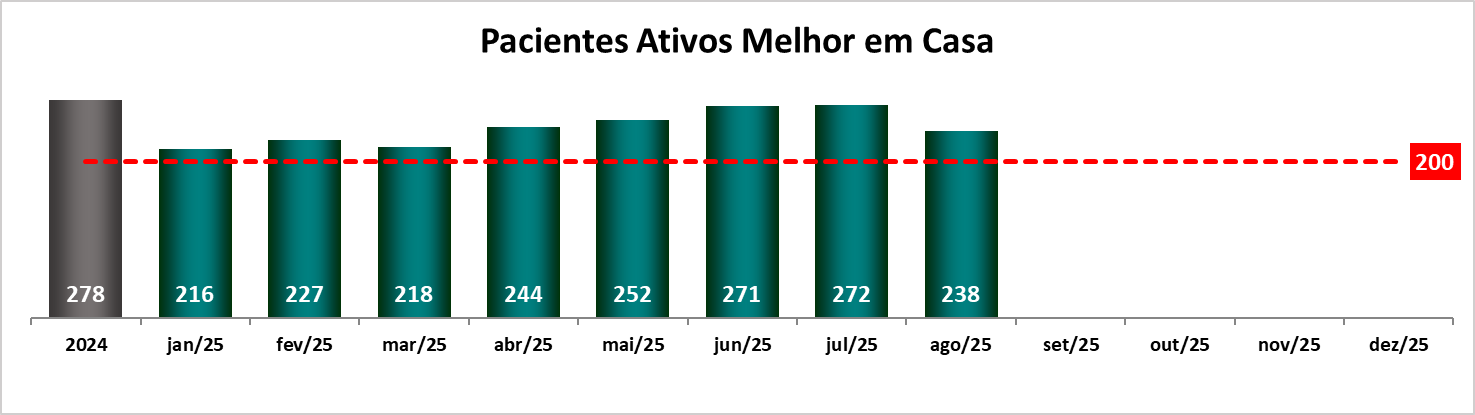 Pacientes Ativos Melhor em Casa
200
278 216 227 218 244 252 271 272 238
2024 jan/25 fev/25 mar/25 abr/25 mai/25 jun/25 jul/25 ago/25 set/25 out/25 nov/25 dez/25